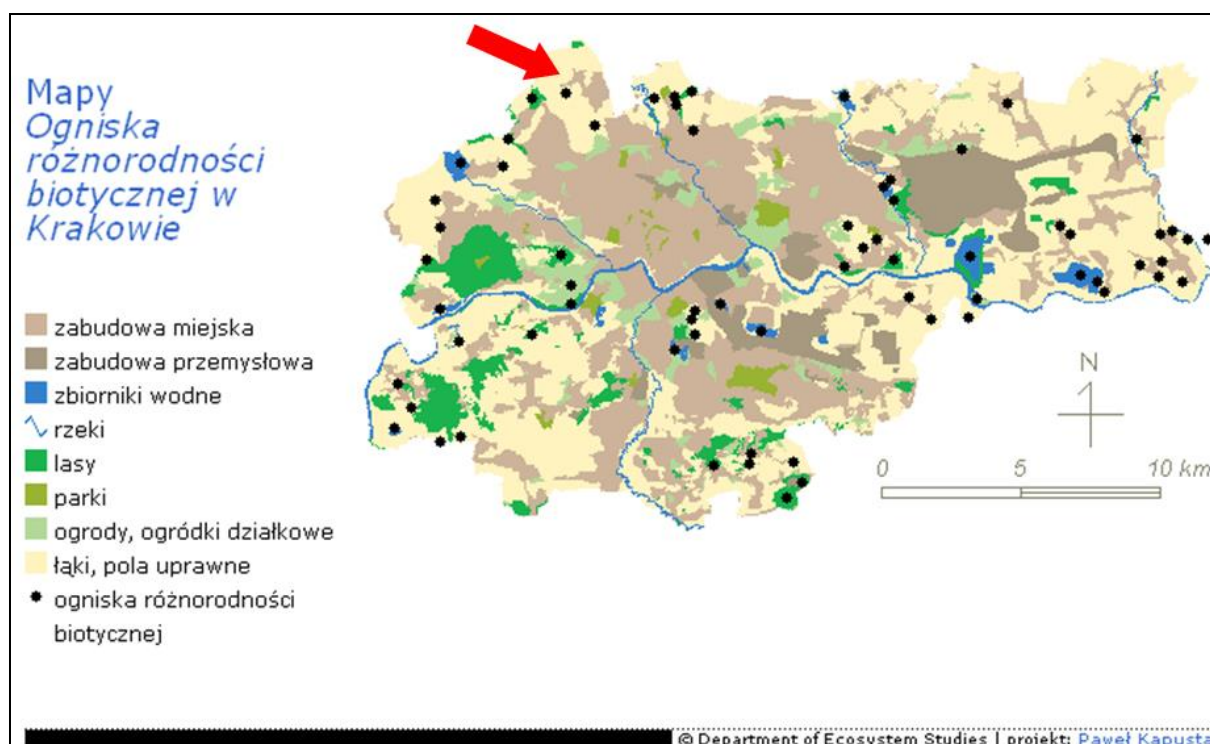 Mapy
Ogniska
różnorodności
biotycznej w
Krakowie
zabudowa miejska
zabudowa przemysłowa
zbiorniki wodne
rzeki
lasy
parki
ogrody, ogródki działkowe
łąki, pola uprawne
ogniska różnorodności
biotycznej
N
0 5 10 km
© Department of Ecosystem Studies | projekt: Paweł Kapusta